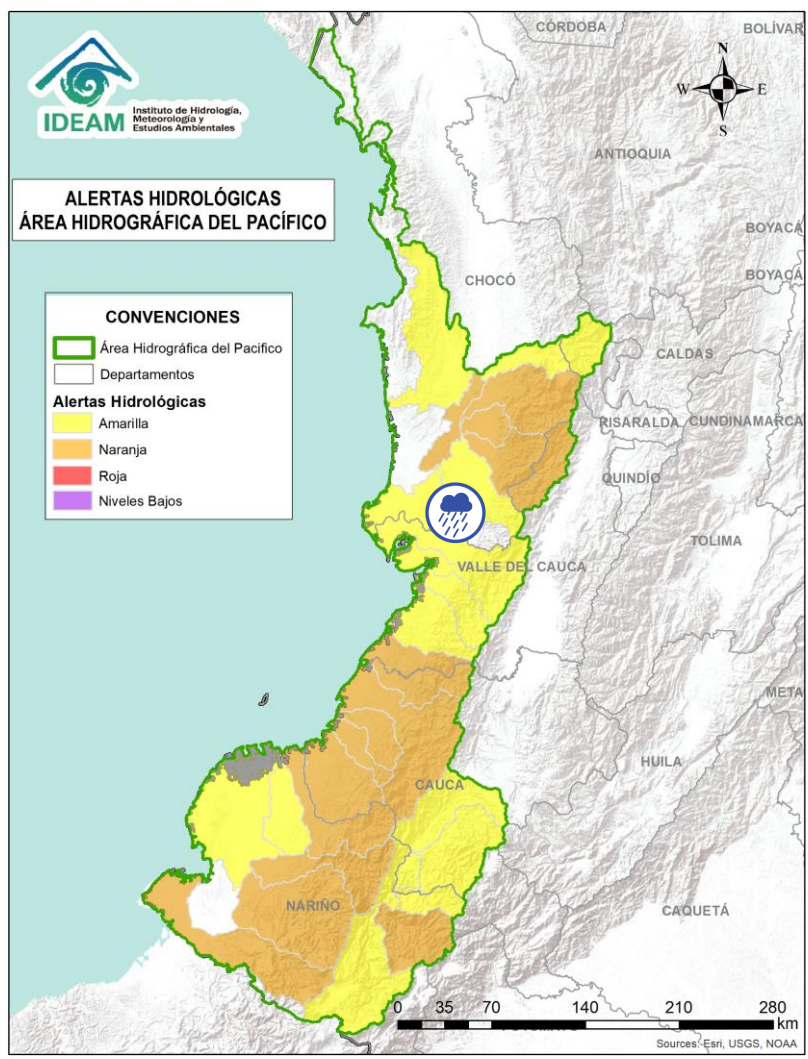 IDEAM
Instituto de Hidrología,
Meteorología y
Estudios Ambientales
ALERTAS HIDROLÓGICAS
ÁREA HIDROGRÁFICA DEL PACÍFICO
CONVENCIONES
Área Hidrográfica del Pacifico
Departamentos
Alertas Hidrológicas
Amarilla
Naranja
Roja
Niveles Bajos
N
W
E
S
CÓRDOBA
BOLÍVAR
ANTIOQUIA
BOYACÁ
BOYACÁ
CHOCÓ
CALDAS
RISARALDA
CUNDINAMARCA
QUINDÍO
TOLIMA
VALLE DEL CAUCA
META
HUILA
CAUCA
NARIÑO
CAQUETÁ
0 35 70 140 210 280
km
Sources: Esri, USGS, NOAA